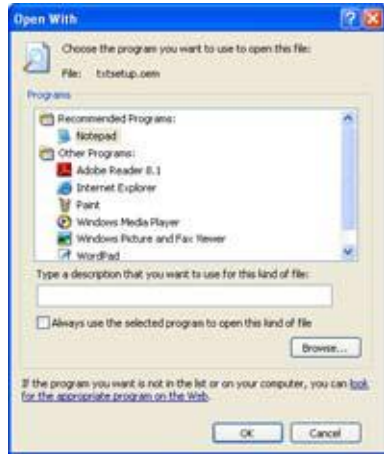 Open With
Choose the program you want to use to open this file:
File: txtsetup.oem
Programs
Recommended Programs:
Notepad
Other Programs:
Adobe Reader 8.1
Internet Explorer
Paint
Windows Media Player
Windows Picture and Fax Viewer
WordPad
Type a description that you want to use for this kind of file:
Always use the selected program to open this kind of file
Browse...
If the program you want is not in the list or on your computer, you can look
for the appropriate program on the Web.
OK Cancel